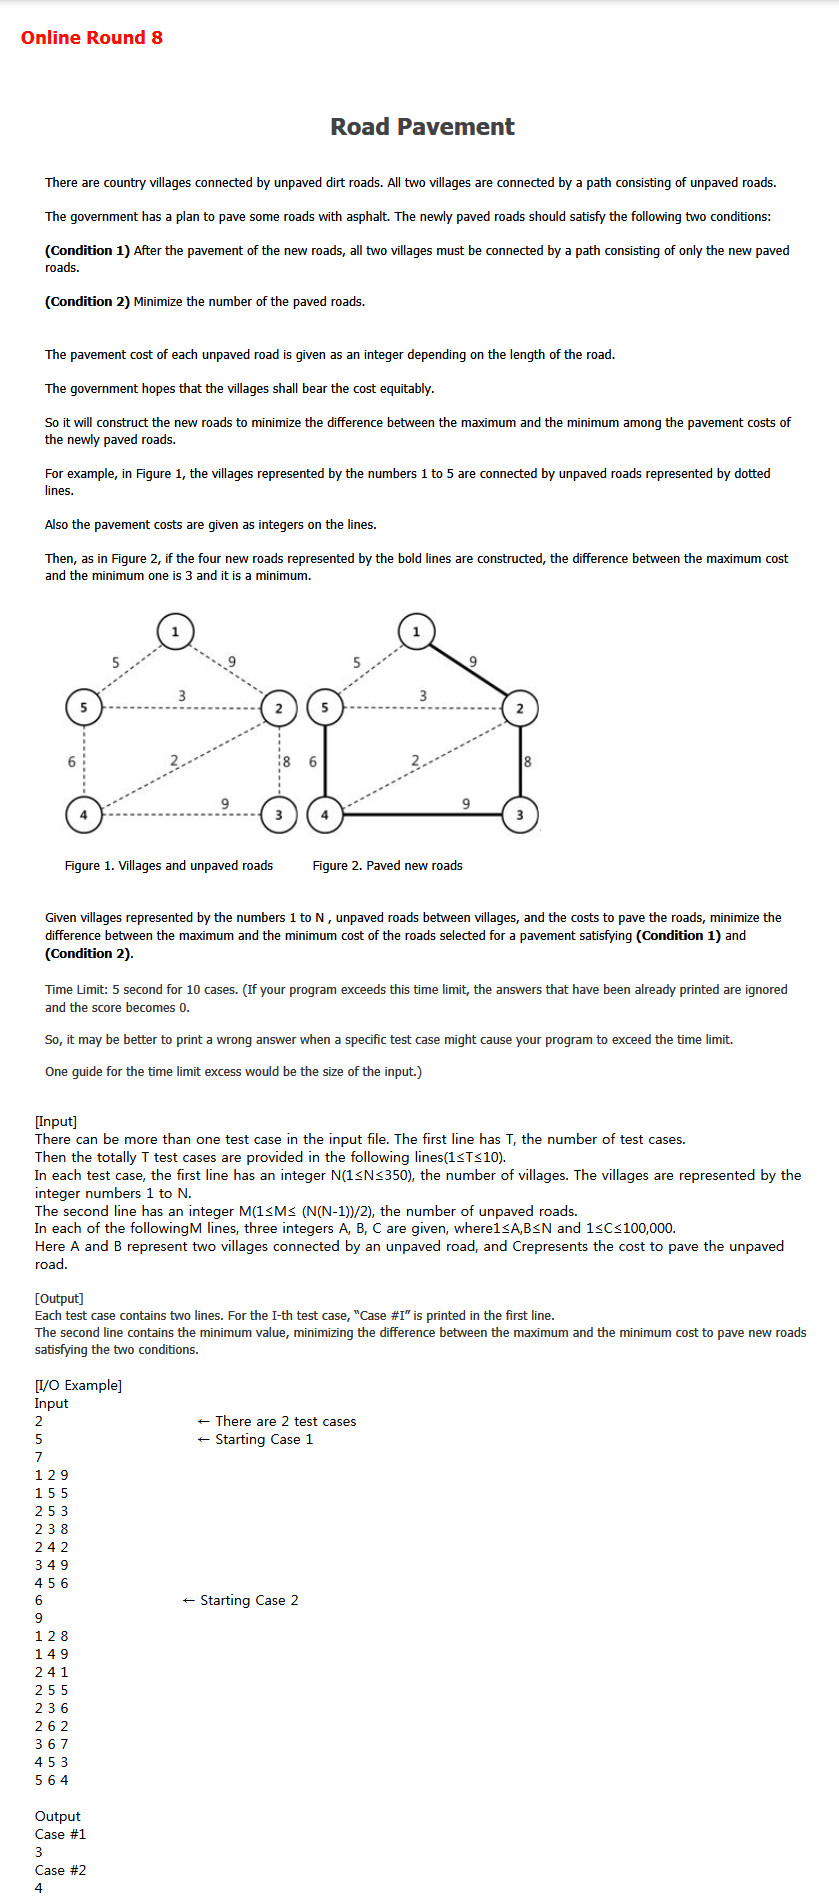 Online Round 8
Road Pavement
There are country villages connected by unpaved dirt roads. All two villages are connected by a path consisting of unpaved roads.
The government has a plan to pave some roads with asphalt. The newly paved roads should satisfy the following two conditions:
(Condition 1) After the pavement of the new roads, all two villages must be connected by a path consisting of only the new paved
roads.
(Condition 2) Minimize the number of the paved roads.
The pavement cost of each unpaved road is given as an integer depending on the length of the road.
The government hopes that the villages shall bear the cost equitably.
So it will construct the new roads to minimize the difference between the maximum and the minimum among the pavement costs of
the newly paved roads.
For example, in Figure 1, the villages represented by the numbers 1 to 5 are connected by unpaved roads represented by dotted
lines.
Also the pavement costs are given as integers on the lines.
Then, as in Figure 2, if the four new roads represented by the bold lines are constructed, the difference between the maximum cost
and the minimum one is 3 and it is a minimum.
1 1
5 9 5 9
3 3
5 2 5 2
6 2 8 6 2 8
9 9
4 3 4 3
Figure 1. Villages and unpaved roads Figure 2. Paved new roads
Given villages represented by the numbers 1 to N , unpaved roads between villages, and the costs to pave the roads, minimize the
difference between the maximum and the minimum cost of the roads selected for a pavement satisfying (Condition 1) and
(Condition 2).
Time Limit: 5 second for 10 cases. (If your program exceeds this time limit, the answers that have been already printed are ignored
and the score becomes 0.
So, it may be better to print a wrong answer when a specific test case might cause your program to exceed the time limit.
One guide for the time limit excess would be the size of the input.)
[Input]
There can be more than one test case in the input file. The first line has T, the number of test cases.
Then the totally T test cases are provided in the following lines(1≤T≤10).
In each test case, the first line has an integer N(1≤N≤350), the number of villages. The villages are represented by the
integer numbers 1 to N.
The second line has an integer M(1≤M≤ (N(N-1))/2), the number of unpaved roads.
In each of the followingM lines, three integers A, B, C are given, where1≤A,B≤N and 1≤C≤100,000.
Here A and B represent two villages connected by an unpaved road, and Crepresents the cost to pave the unpaved
road.
[Output]
Each test case contains two lines. For the I-th test case, "Case #I" is printed in the first line.
The second line contains the minimum value, minimizing the difference between the maximum and the minimum cost to pave new roads
satisfying the two conditions.
[I/O Example]
Input
2 ← There are 2 test cases
5 ← Starting Case 1
7
1 2 9
1 5 5
2 5 3
2 3 8
2 4 2
3 4 9
4 5 6
6 ← Starting Case 2
9
1 2 8
1 4 9
2 4 1
2 5 5
2 3 6
2 6 2
3 6 7
4 5 3
5 6 4
Output
Case #1
3
Case #2
4